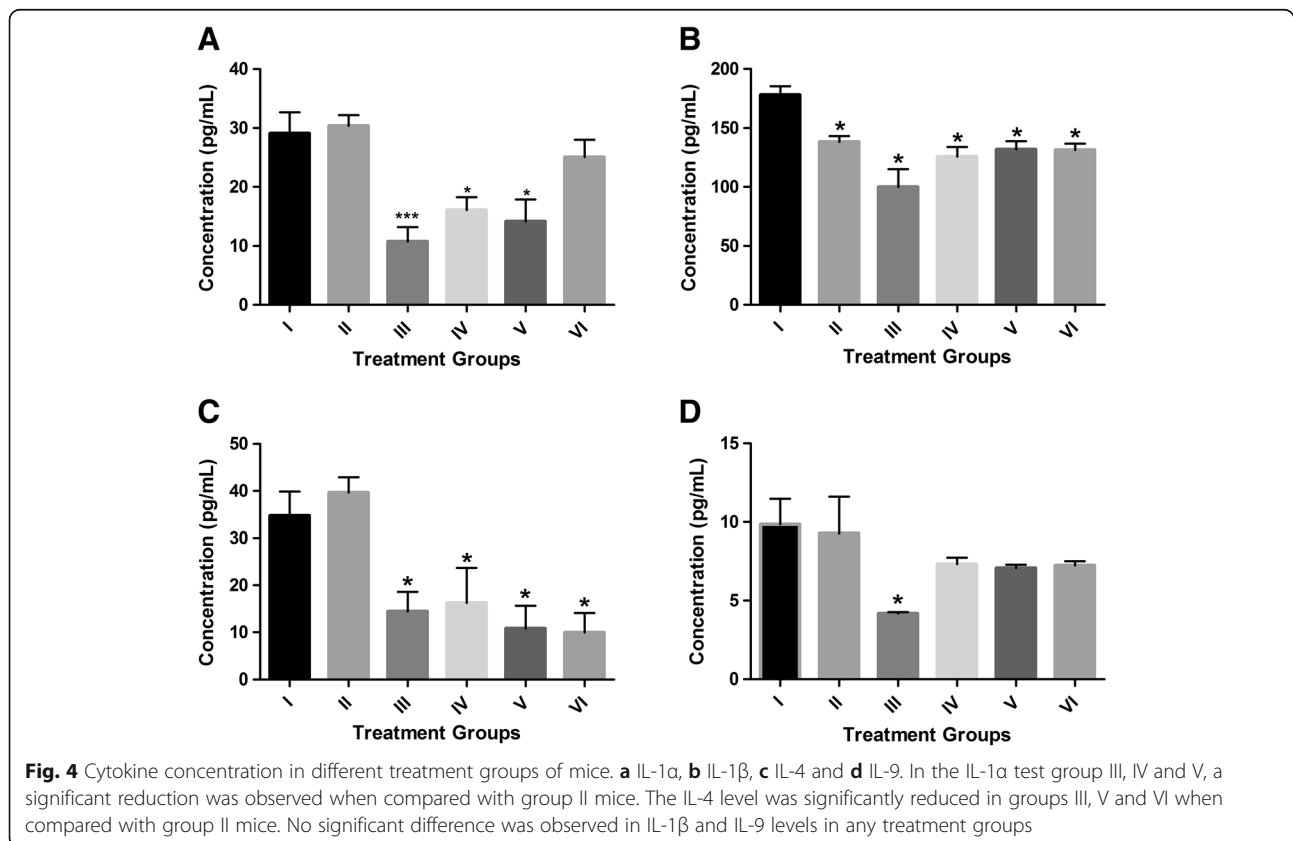 A
Concentration (pg/mL)
40
30
20
10
0
***
*
*
I
II
III
IV
V
VI
Treatment Groups
B
Concentration (pg/mL)
200
150
100
50
0
*
*
*
*
*
I
II
III
IV
V
VI
Treatment Groups
C
Concentration (pg/mL)
50
40
30
20
10
0
*
*
*
*
I
II
III
IV
V
VI
Treatment Groups
D
Concentration (pg/mL)
15
10
5
0
*
I
II
III
IV
V
VI
Treatment Groups
Fig. 4 Cytokine concentration in different treatment groups of mice. a IL-1α, b IL-1β, c IL-4 and d IL-9. In the IL-1α test group III, IV and V, a
significant reduction was observed when compared with group II mice. The IL-4 level was significantly reduced in groups III, V and VI when
compared with group II mice. No significant difference was observed in IL-1β and IL-9 levels in any treatment groups